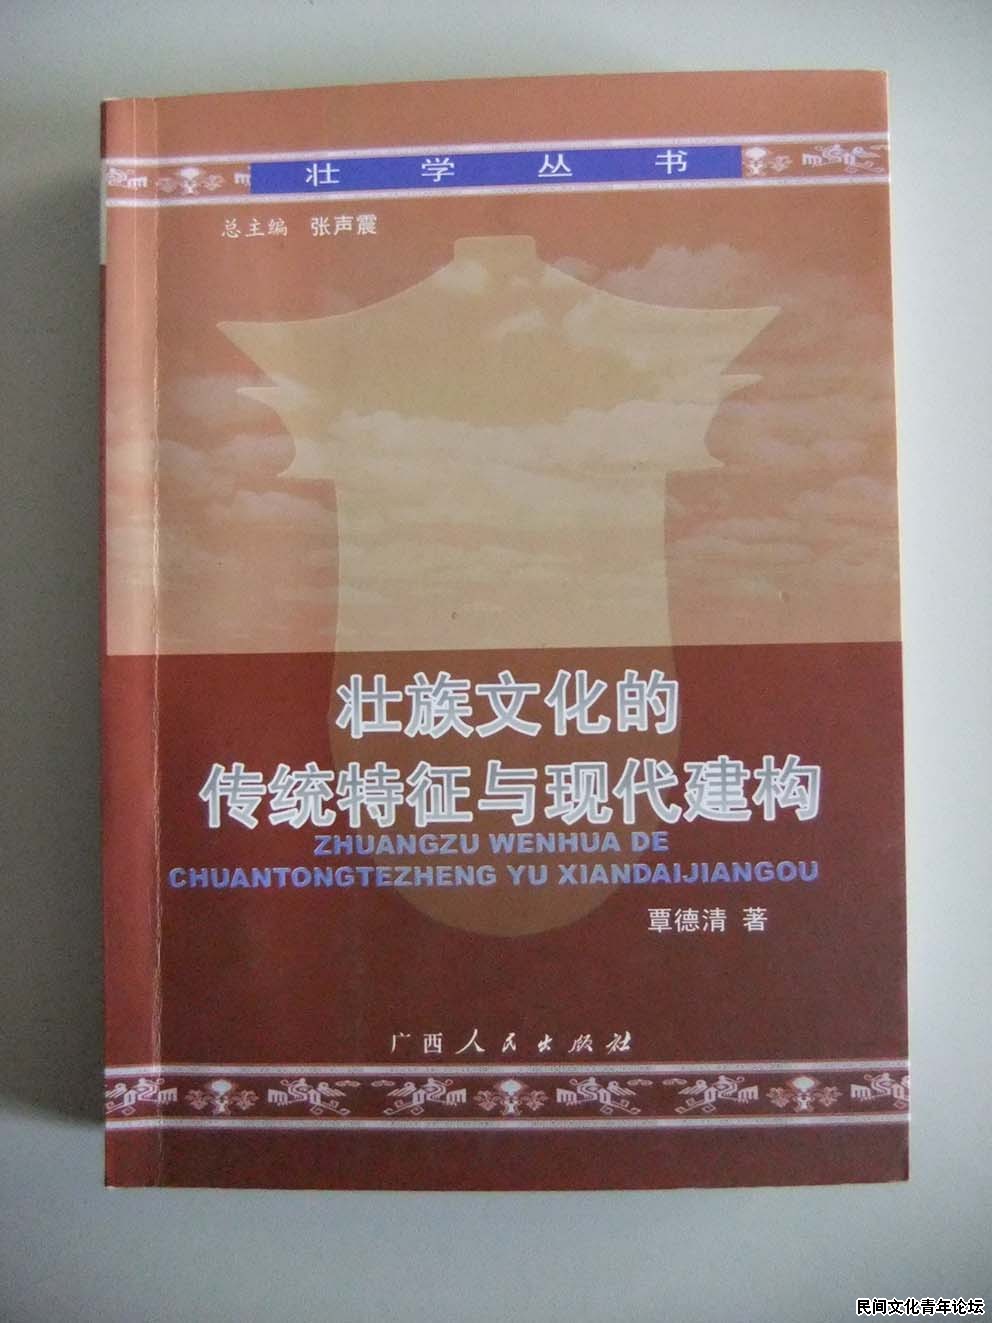 壮学丛书
总主编 张声震
壮族文化的
传统特征与现代建构
ZHUANGZU WENHUA DE
CHUANTONGTEZHENG YU XIANDAIJIANGOU
覃德清 著
广西人民出版社
民间文化青年论坛